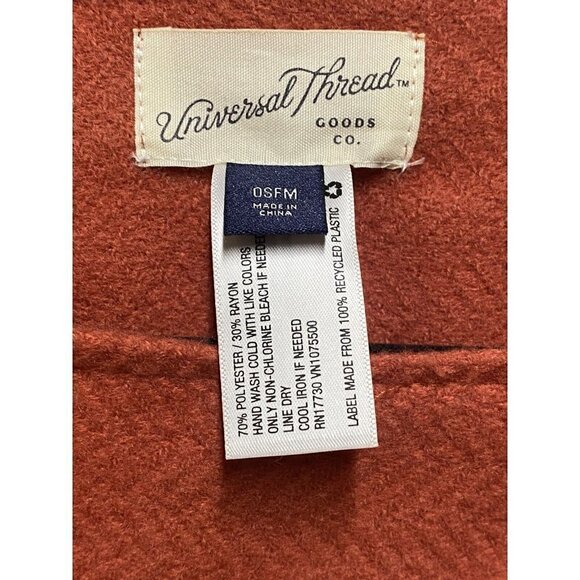 Universal Thread™
GOODS
CO.
OSFM
MADE IN
CHINA
70% POLYESTER / 30% RAYON
HAND WASH COLD WITH LIKE COLORS
ONLY NON-CHLORINE BLEACH IF NEEDED
LINE DRY
COOL IRON IF NEEDED
RN17730 VN1075500
LABEL MADE FROM 100% RECYCLED PLASTIC